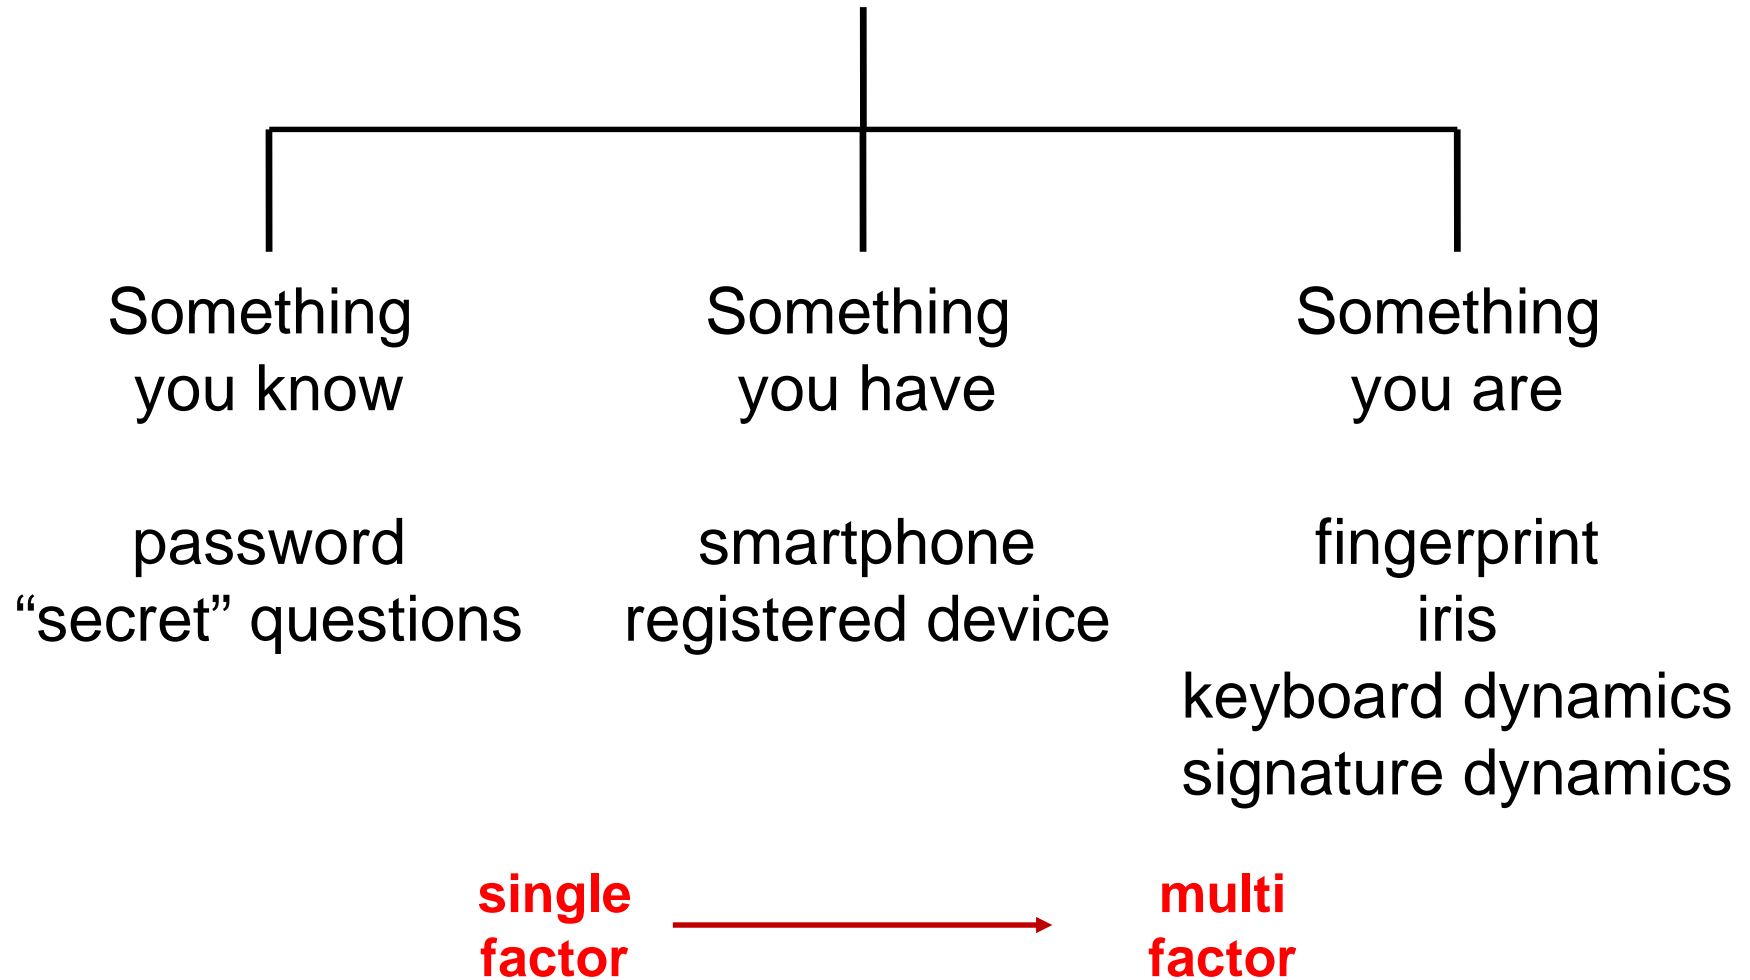 Something
you know
password
“secret” questions
Something
you have
smartphone
registered device
Something
you are
fingerprint
iris
keyboard dynamics
signature dynamics
single
factor
multi
factor